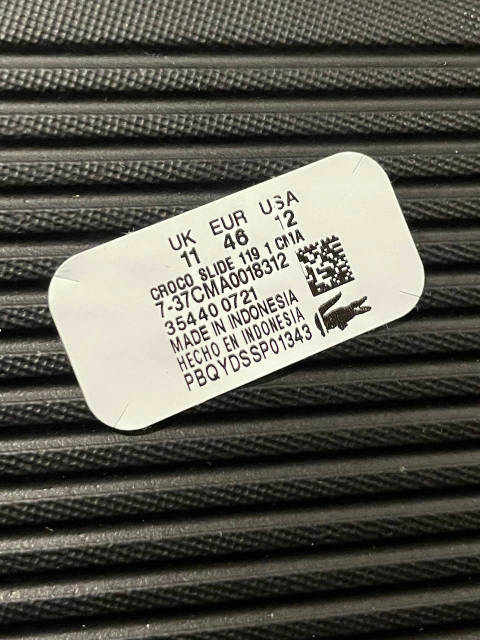 UK EUR USA
11 46 12
CROCO SLIDE 119 1 CMA
7-37CMA0018312
35440 0721
MADE IN INDONESIA
HECHO EN INDONESIA
PBQYDSSP01343